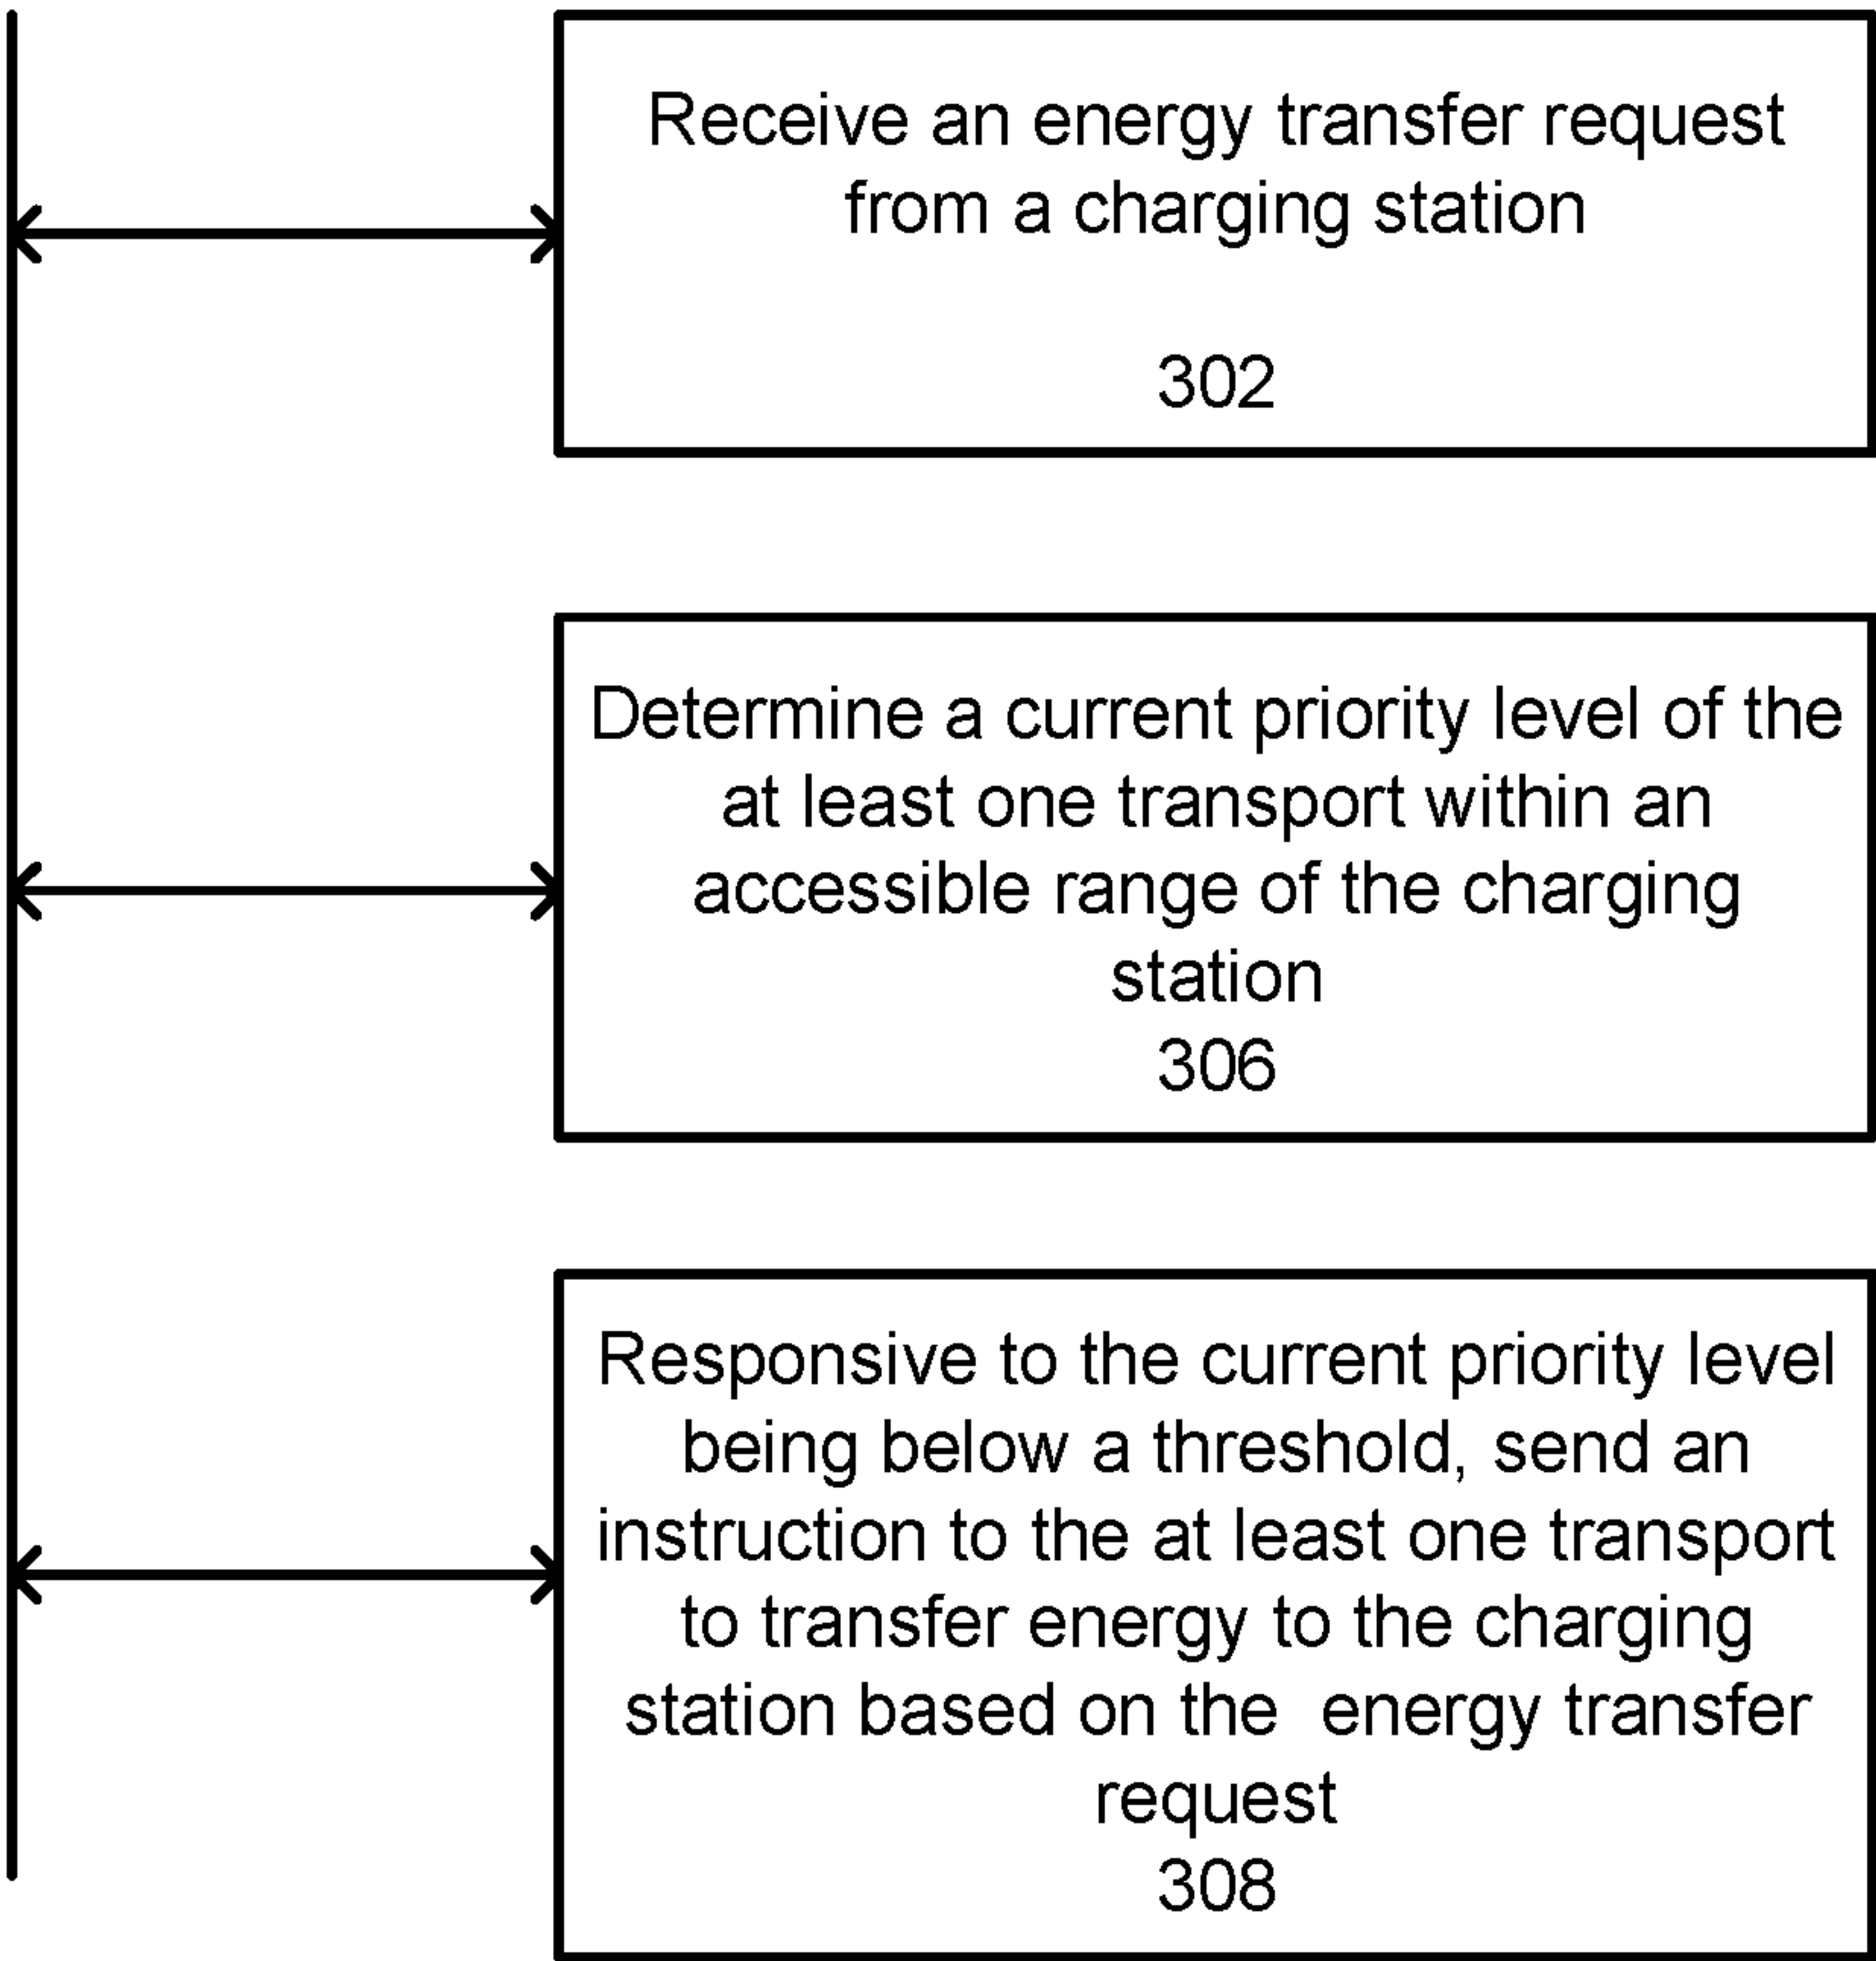 Receive an energy transfer request
from a charging station
302
Determine a current priority level of the
at least one transport within an
accessible range of the charging
station
306
Responsive to the current priority level
being below a threshold, send an
instruction to the at least one transport
to transfer energy to the charging
station based on the  energy transfer
request
308